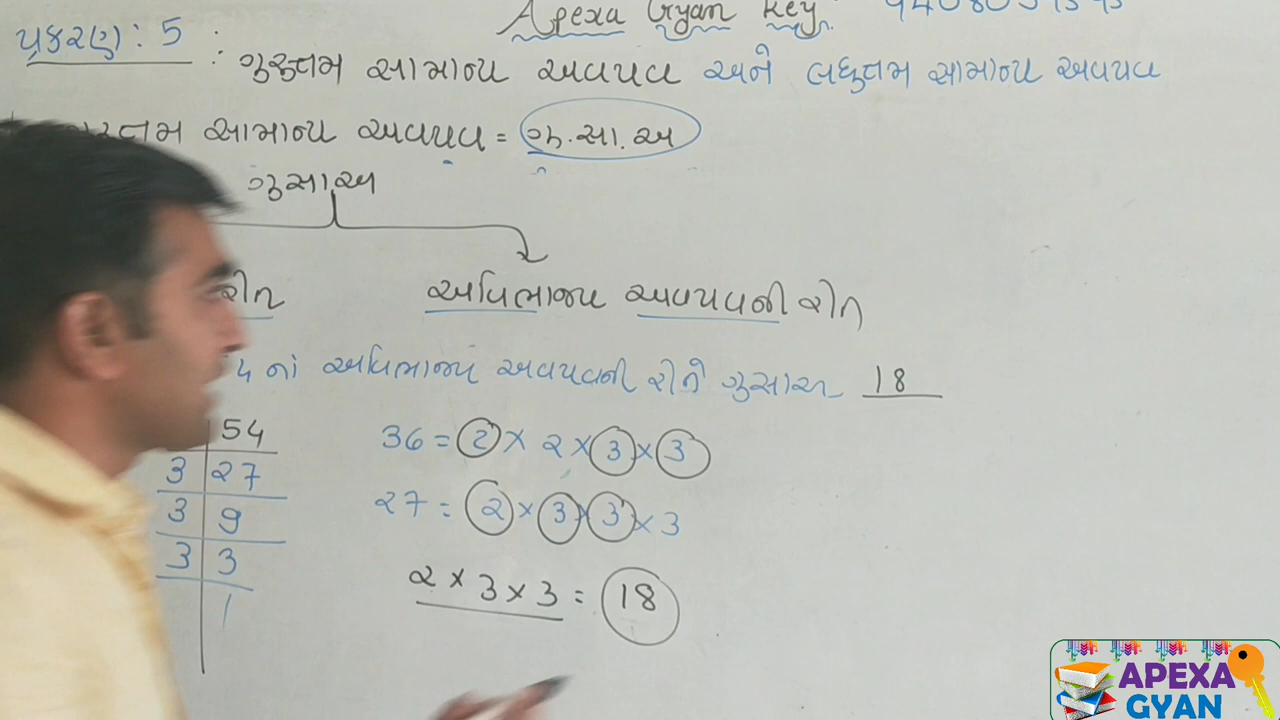 Apexa Gyan Key
પ્રકરણ : 5 : ગુરુત્તમ સામાન્ય અવયવ અને લઘુત્તમ સામાન્ય અવયવ
સામાન્ય અવયવ = ગુ.સા.અ
ગુસાઅ
રીત
અવિભાજ્ય અવયવની રીત
4 નાં અવિભાજ્ય અવયવની રીતે ગુસાઅ 18
54
3 27
3 9
3 3
1
36 = 2 × 2 × 3 × 3
27 = 2 × 3 × 3 × 3
2 × 3 × 3 = 18
APEXA
GYAN